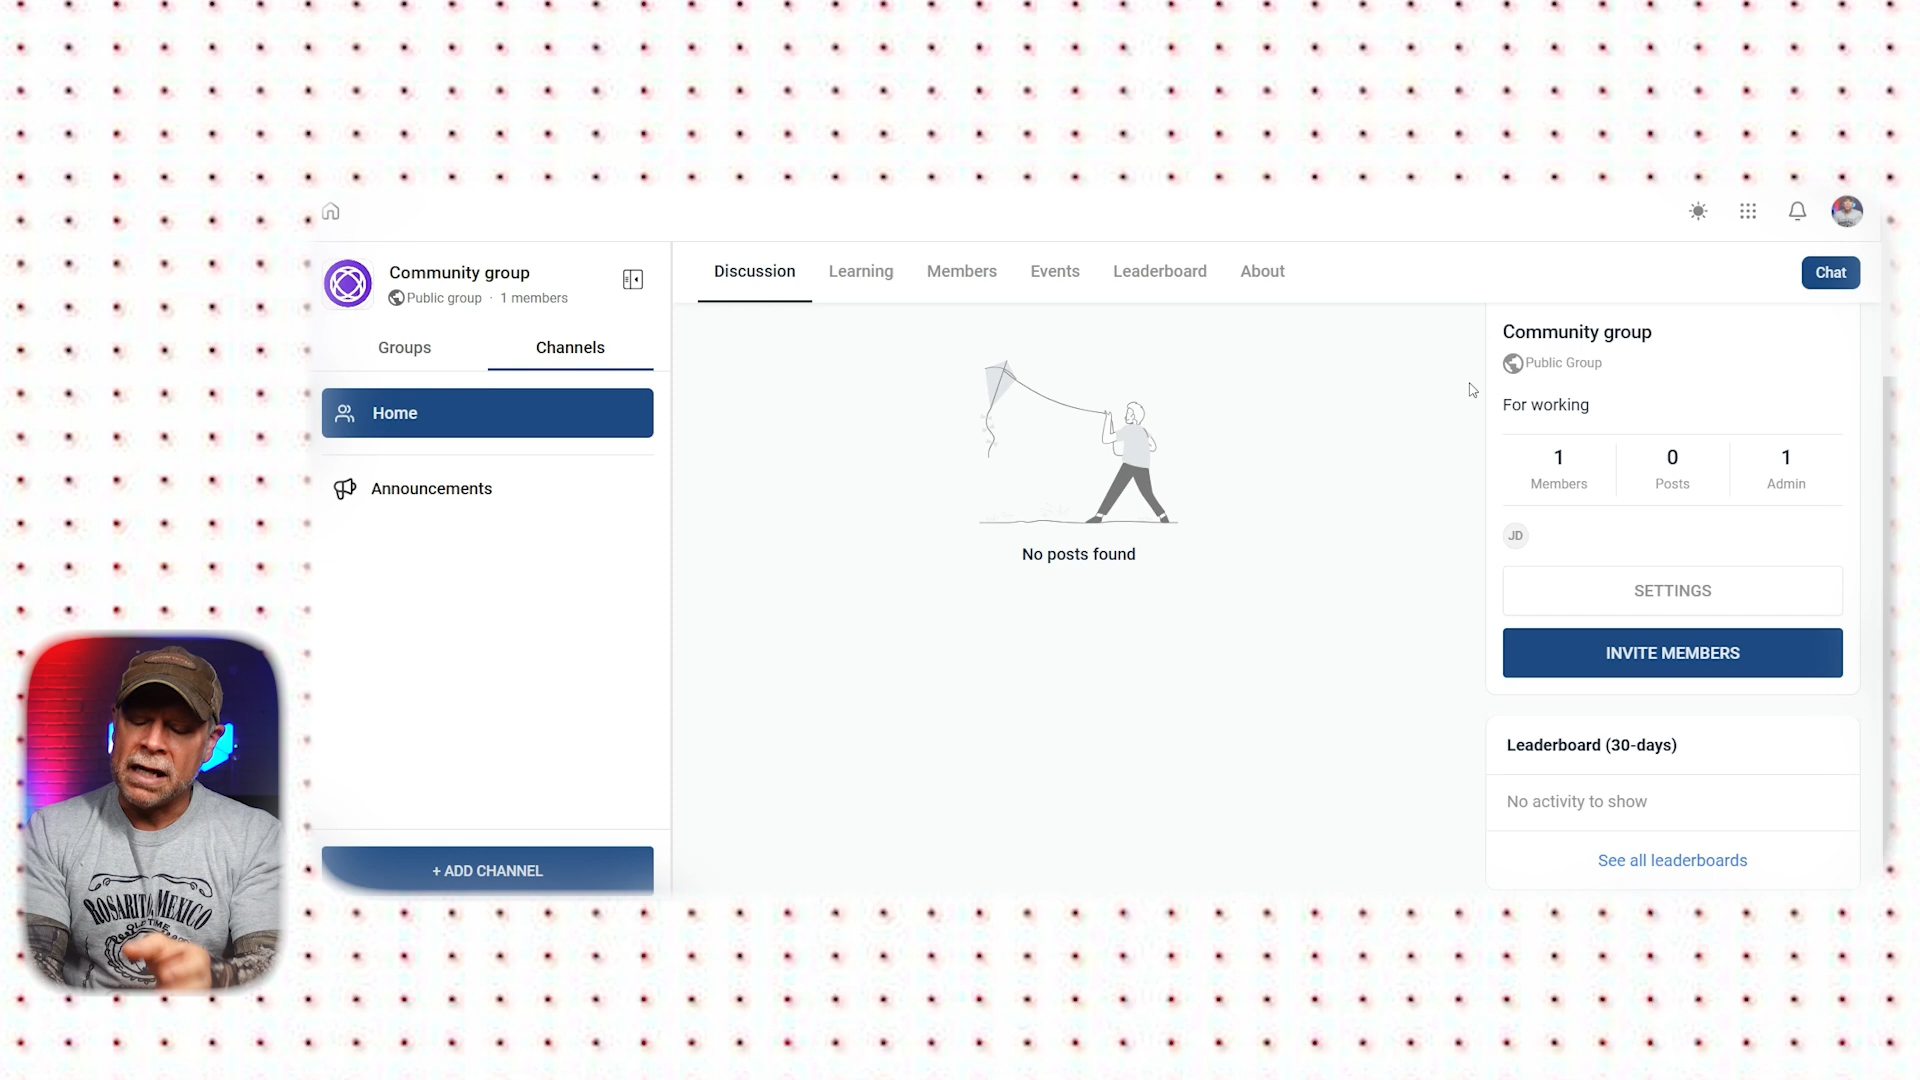 Community group
Public group · 1 members
Groups
Channels
Home
Announcements
+ ADD CHANNEL
Discussion
Learning
Members
Events
Leaderboard
About
Chat
No posts found
Community group
Public Group
For working
1
Members
0
Posts
1
Admin
JD
SETTINGS
INVITE MEMBERS
Leaderboard (30-days)
No activity to show
See all leaderboards
ROSARITO MEXICO